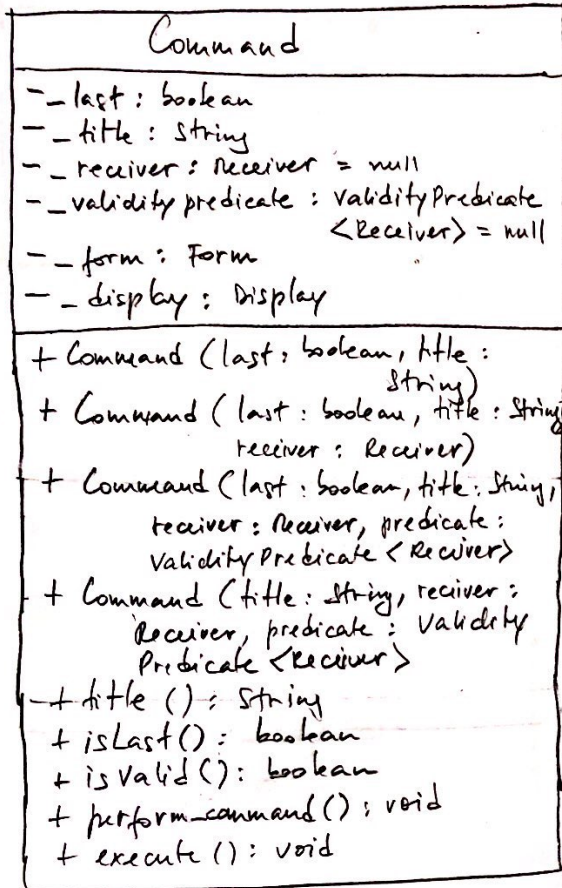 Command
- _last : boolean
- _title : String
- _receiver : Receiver = null
- _validity predicate : validityPredicate
<Receiver> = null
- _form : Form
- _display : Display
+ Command (last : boolean, title :
String)
+ Command ( last : boolean, title : String
receiver : Receiver)
+ Command (last : boolean, title : String,
receiver : Receiver, predicate :
ValidityPredicate <Receiver>
+ Command (title : String, receiver :
Receiver, predicate : Validity
Predicate <Receiver>
+ title () : String
+ isLast() : boolean
+ isValid() : boolean
+ perform_command() : void
+ execute () : void